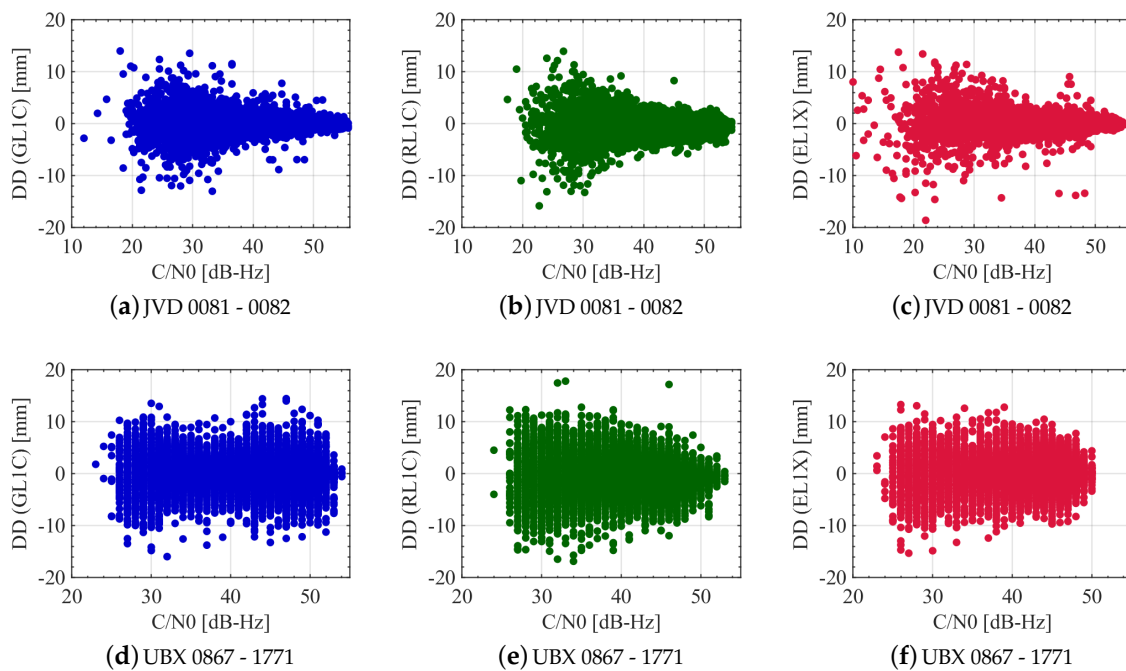 20
10
0
-10
-20
DD (GL1C) [mm]
10 20 30 40 50
C/N0 [dB-Hz]
(a) JVD 0081 - 0082
20
10
0
-10
-20
DD (RL1C) [mm]
10 20 30 40 50
C/N0 [dB-Hz]
(b) JVD 0081 - 0082
20
10
0
-10
-20
DD (EL1X) [mm]
10 20 30 40 50
C/N0 [dB-Hz]
(c) JVD 0081 - 0082
20
10
0
-10
-20
DD (GL1C) [mm]
20 30 40 50
C/N0 [dB-Hz]
(d) UBX 0867 - 1771
20
10
0
-10
-20
DD (RL1C) [mm]
20 30 40 50
C/N0 [dB-Hz]
(e) UBX 0867 - 1771
20
10
0
-10
-20
DD (EL1X) [mm]
20 30 40 50
C/N0 [dB-Hz]
(f) UBX 0867 - 1771